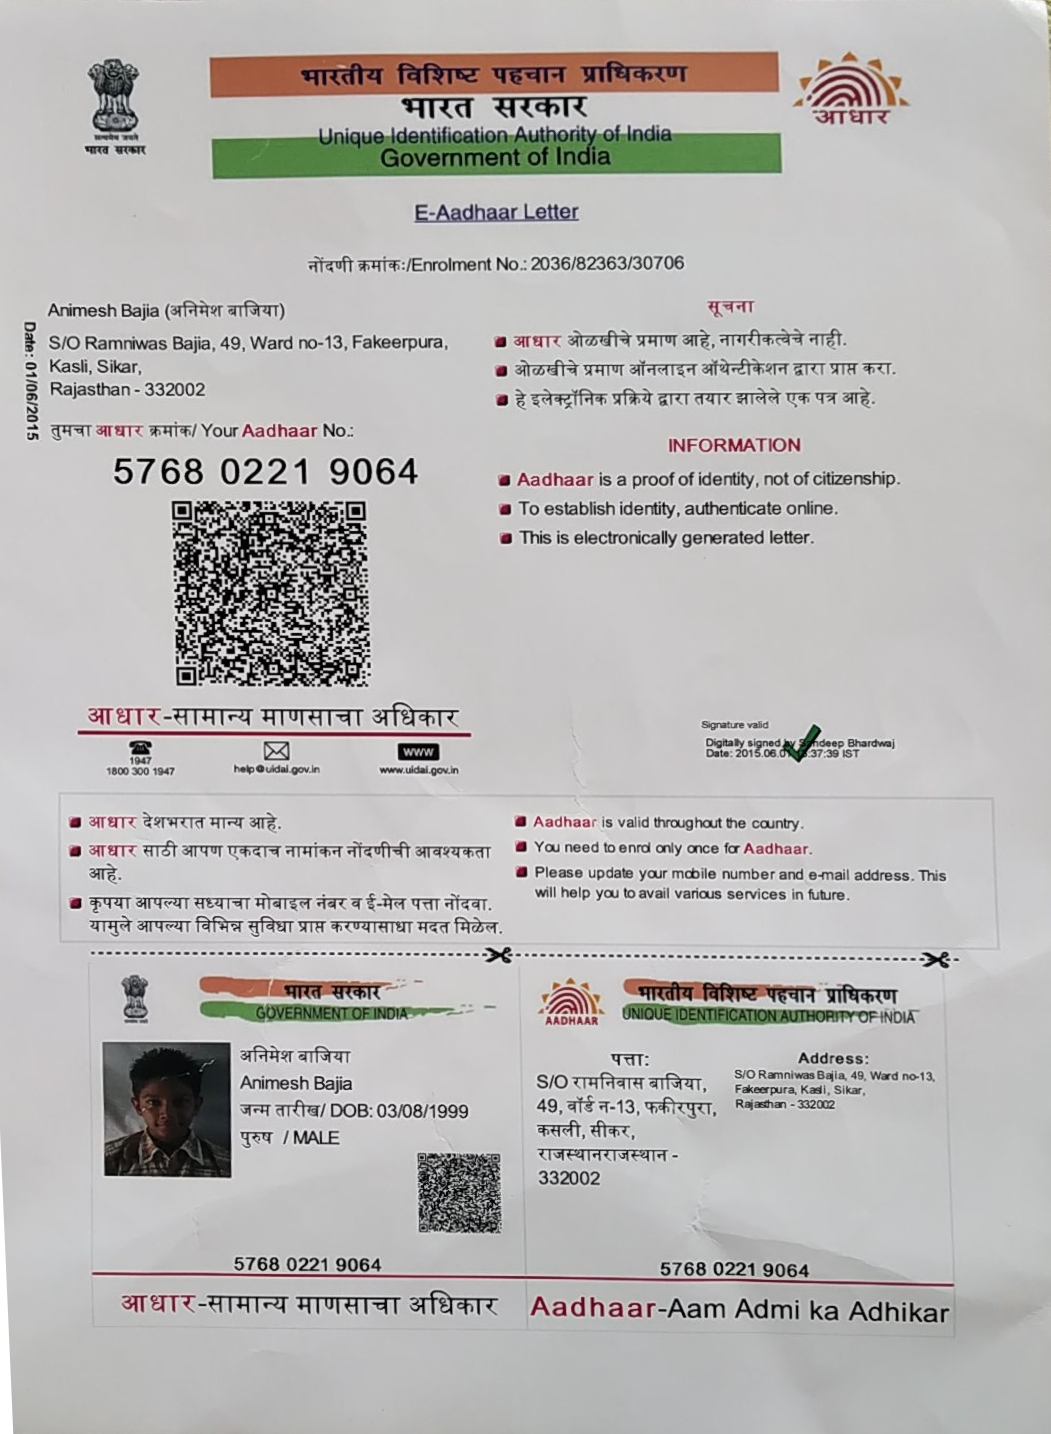 भारतीय विशिष्ट पहचान प्राधिकरण
भारत सरकार
Unique Identification Authority of India
Government of India
सत्यमेव जयते
भारत सरकार
आधार
E-Aadhaar Letter
नोंदणी क्रमांक:/Enrolment No.: 2036/82363/30706
Date: 01/06/2015
Animesh Bajia (अनिमेश बाजिया)
S/O Ramniwas Bajia, 49, Ward no-13, Fakeerpura,
Kasli, Sikar,
Rajasthan - 332002
तुमचा आधार क्रमांक/ Your Aadhaar No.:
5768 0221 9064
सूचना
आधार ओळखीचे प्रमाण आहे, नागरीकत्वेचे नाही.
ओळखीचे प्रमाण ऑनलाइन ऑथेन्टीकेशन द्वारा प्राप्त करा.
हे इलेक्ट्रॉनिक प्रक्रिये द्वारा तयार झालेले एक पत्र आहे.
INFORMATION
Aadhaar is a proof of identity, not of citizenship.
To establish identity, authenticate online.
This is electronically generated letter.
आधार-सामान्य माणसाचा अधिकार
1947
1800 300 1947
help@uidai.gov.in
www
www.uidai.gov.in
Signature valid
Digitally signed by Sandeep Bhardwaj
Date: 2015.06.01 :37:39 IST
आधार देशभरात मान्य आहे.
आधार साठी आपण एकदाच नामांकन नोंदणीची आवश्यकता
आहे.
कृपया आपल्या सध्याचा मोबाइल नंबर व ई-मेल पत्ता नोंदवा.
यामुले आपल्या विभिन्न सुविधा प्राप्त करण्यासाधा मदत मिळेल.
Aadhaar is valid throughout the country.
You need to enrol only once for Aadhaar.
Please update your mobile number and e-mail address. This
will help you to avail various services in future.
भारत सरकार
GOVERNMENT OF INDIA
अनिमेश बाजिया
Animesh Bajia
जन्म तारीख/ DOB: 03/08/1999
पुरुष / MALE
5768 0221 9064
आधार-सामान्य माणसाचा अधिकार
AADHAAR
भारतीय विशिष्ट पहचान प्राधिकरण
UNIQUE IDENTIFICATION AUTHORITY OF INDIA
पत्ता:
S/O रामनिवास बाजिया,
49, वॉर्ड न-13, फकीरपुरा,
कसली, सीकर,
राजस्थानराजस्थान -
332002
Address:
S/O Ramniwas Bajia, 49, Ward no-13,
Fakeerpura, Kasli, Sikar,
Rajasthan - 332002
5768 0221 9064
Aadhaar-Aam Admi ka Adhikar